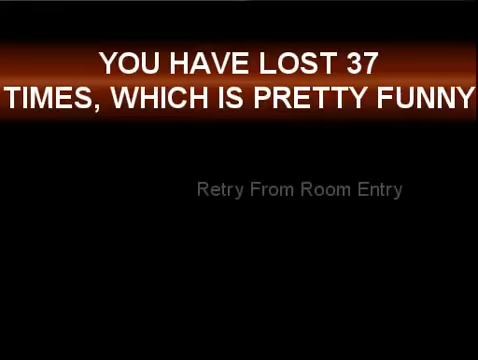 YOU HAVE LOST 37
TIMES, WHICH IS PRETTY FUNNY
Retry From Room Entry